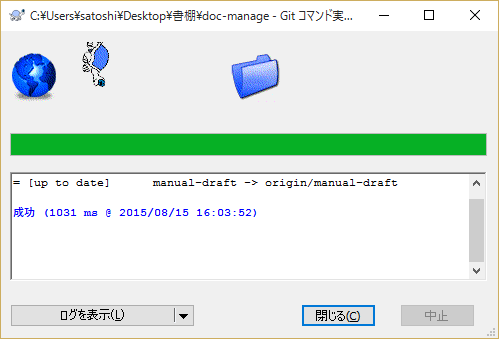 C:¥Users¥satoshi¥Desktop¥書棚¥doc-manage - Git コマンド実...
= [up to date]      manual-draft -> origin/manual-draft
成功 (1031 ms @ 2015/08/15 16:03:52)
ログを表示(L)
閉じる(C)
中止